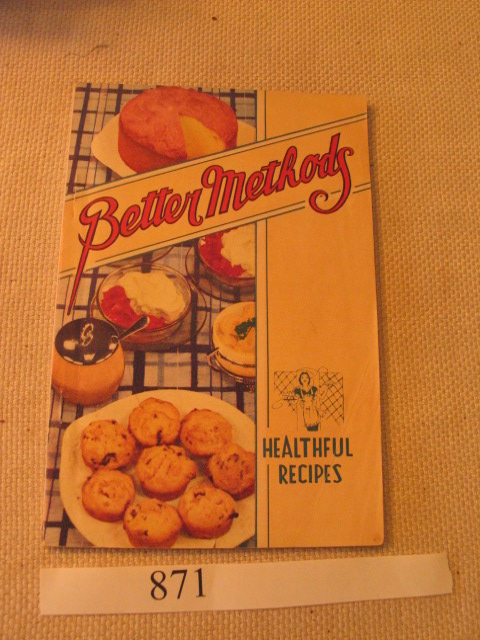 Better Methods
HEALTHFUL
RECIPES
871